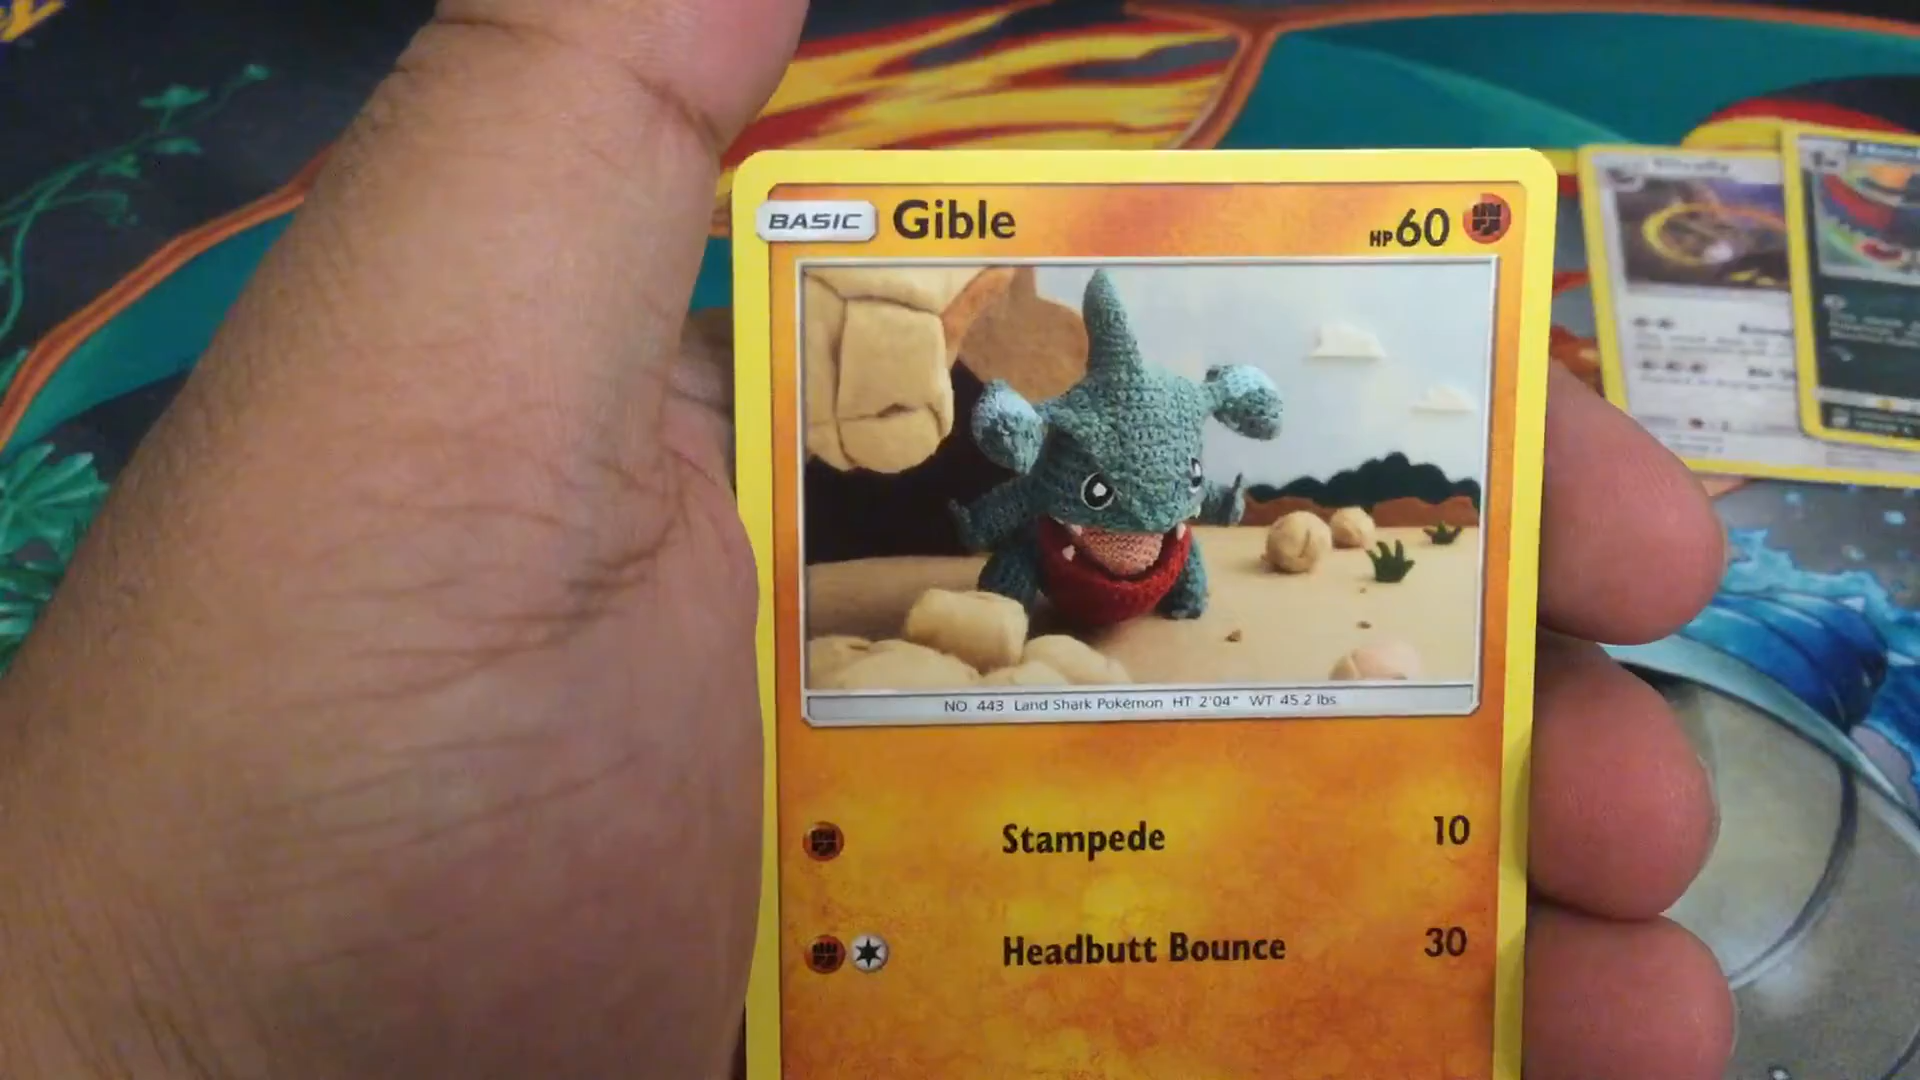 BASIC Gible HP60
NO. 443 Land Shark Pokémon HT 2'04" WT 45.2 lbs.
Stampede 10
Headbutt Bounce 30